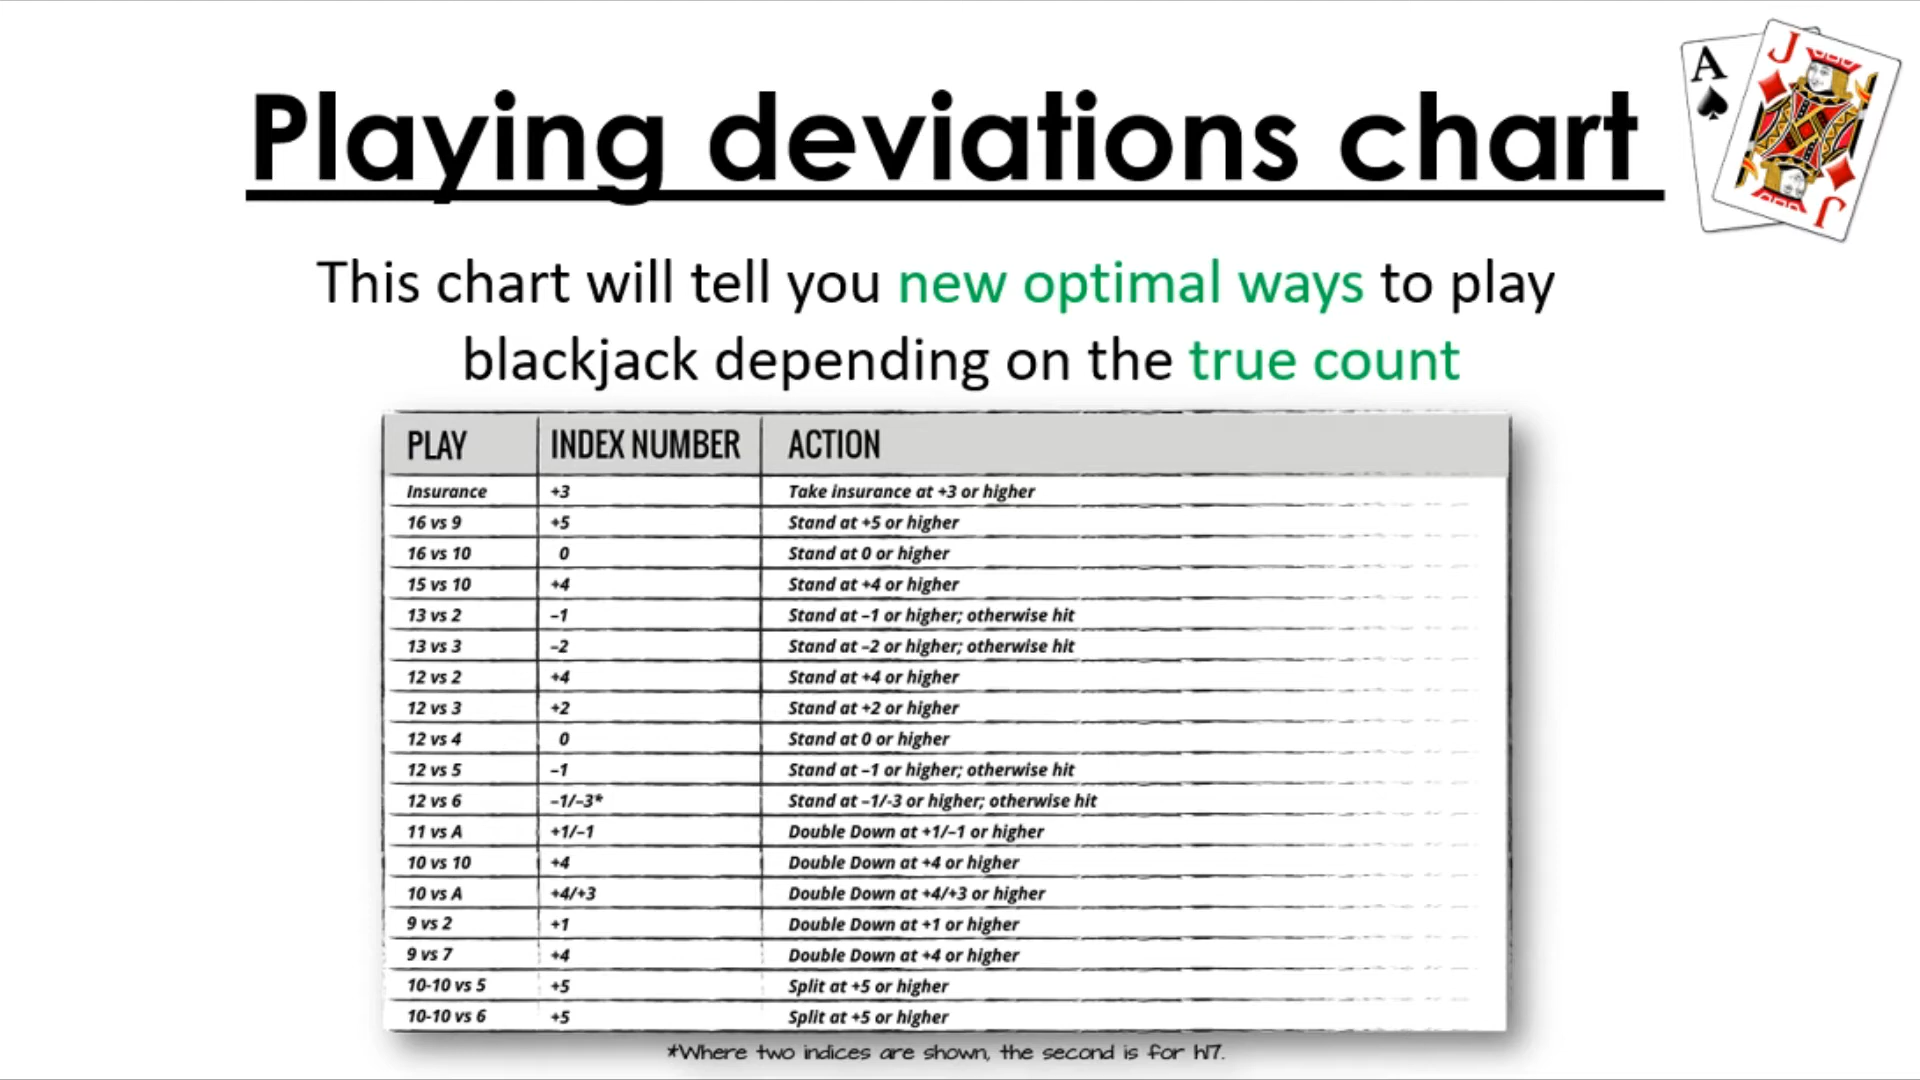 Playing deviations chart
A
J
J
This chart will tell you new optimal ways to play
blackjack depending on the true count
PLAY INDEX NUMBER ACTION
Insurance +3 Take insurance at +3 or higher
16 vs 9 +5 Stand at +5 or higher
16 vs 10 0 Stand at 0 or higher
15 vs 10 +4 Stand at +4 or higher
13 vs 2 –1 Stand at –1 or higher; otherwise hit
13 vs 3 –2 Stand at –2 or higher; otherwise hit
12 vs 2 +4 Stand at +4 or higher
12 vs 3 +2 Stand at +2 or higher
12 vs 4 0 Stand at 0 or higher
12 vs 5 –1 Stand at –1 or higher; otherwise hit
12 vs 6 –1/–3* Stand at –1/-3 or higher; otherwise hit
11 vs A +1/–1 Double Down at +1/–1 or higher
10 vs 10 +4 Double Down at +4 or higher
10 vs A +4/+3 Double Down at +4/+3 or higher
9 vs 2 +1 Double Down at +1 or higher
9 vs 7 +4 Double Down at +4 or higher
10-10 vs 5 +5 Split at +5 or higher
10-10 vs 6 +5 Split at +5 or higher
*Where two indices are shown, the second is for h17.